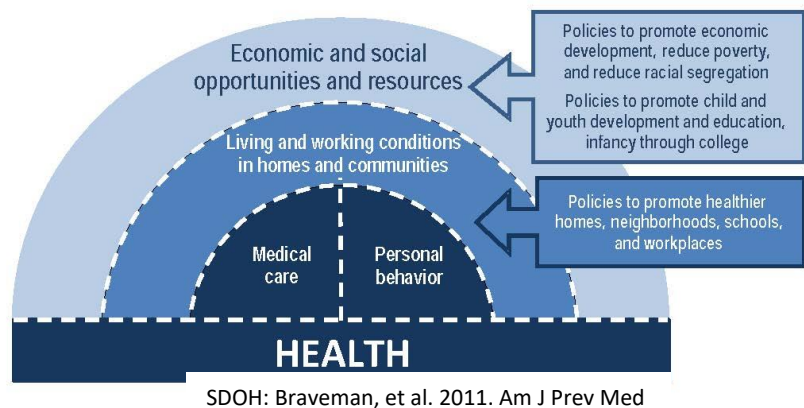 Economic and social
opportunities and resources
Policies to promote economic
development, reduce poverty,
and reduce racial segregation
Policies to promote child and
youth development and education,
infancy through college
Living and working conditions
in homes and communities
Policies to promote healthier
homes, neighborhoods, schools,
and workplaces
Medical
care
Personal
behavior
HEALTH
SDOH: Braveman, et al. 2011. Am J Prev Med